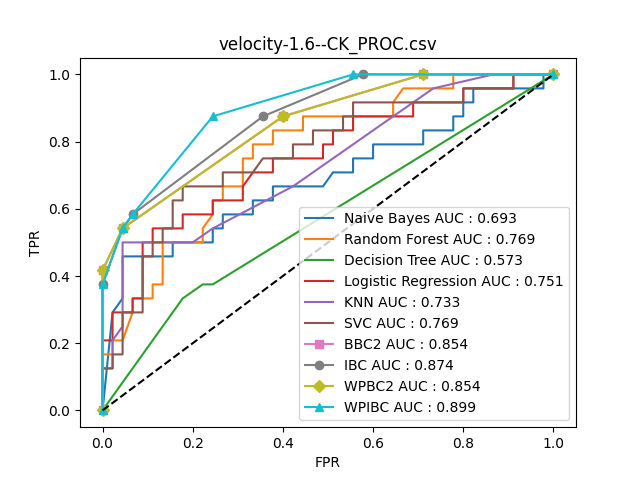 velocity-1.6--CK_PROC.csv
1.0
0.8
0.6
0.4
0.2
0.0
TPR
Naive Bayes AUC : 0.693
Random Forest AUC : 0.769
Decision Tree AUC : 0.573
Logistic Regression AUC : 0.751
KNN AUC : 0.733
SVC AUC : 0.769
BBC2 AUC : 0.854
IBC AUC : 0.874
WPBC2 AUC : 0.854
WPIBC AUC : 0.899
0.0 0.2 0.4 0.6 0.8 1.0
FPR